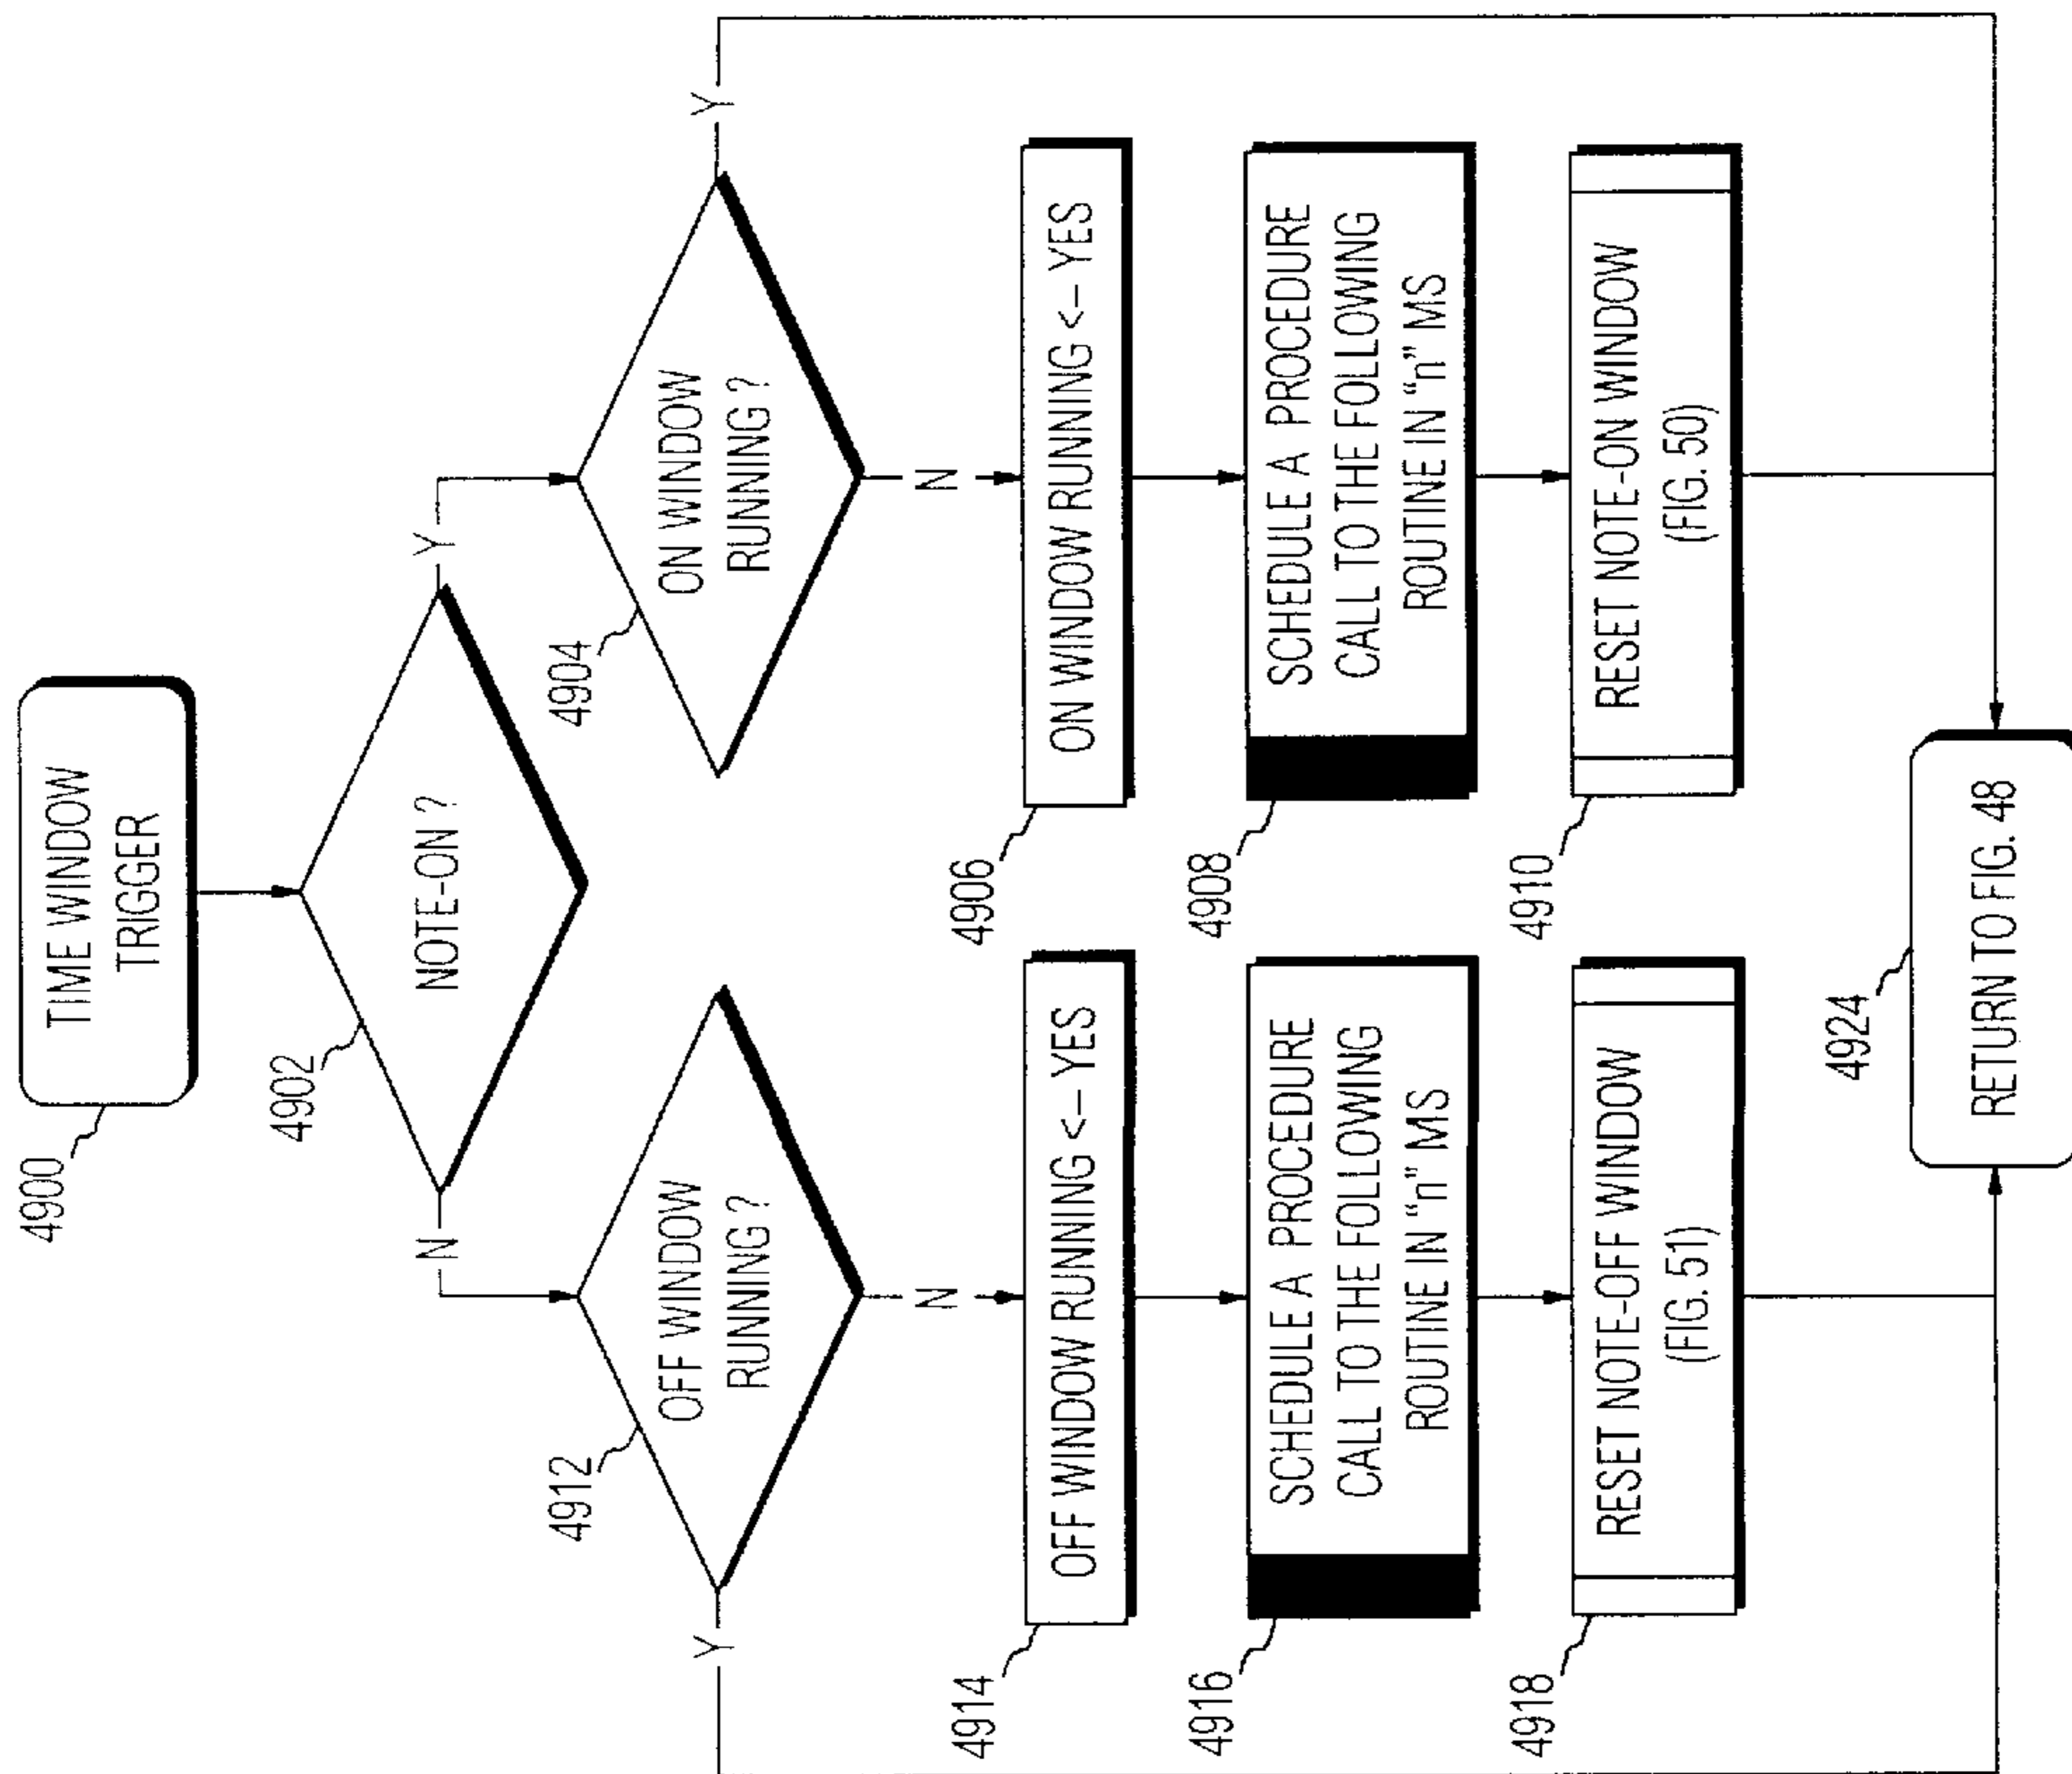 4900
TIME WINDOW
TRIGGER
4902
NOTE-ON ?
N
Y
4912
OFF WINDOW
RUNNING ?
Y
N
4904
ON WINDOW
RUNNING ?
Y
N
4914
OFF WINDOW RUNNING <– YES
4906
ON WINDOW RUNNING <– YES
4916
SCHEDULE A PROCEDURE
CALL TO THE FOLLOWING
ROUTINE IN “n” MS
4908
SCHEDULE A PROCEDURE
CALL TO THE FOLLOWING
ROUTINE IN “n” MS
4918
RESET NOTE-OFF WINDOW
(FIG. 51)
4910
RESET NOTE-ON WINDOW
(FIG. 50)
4924
RETURN TO FIG. 48